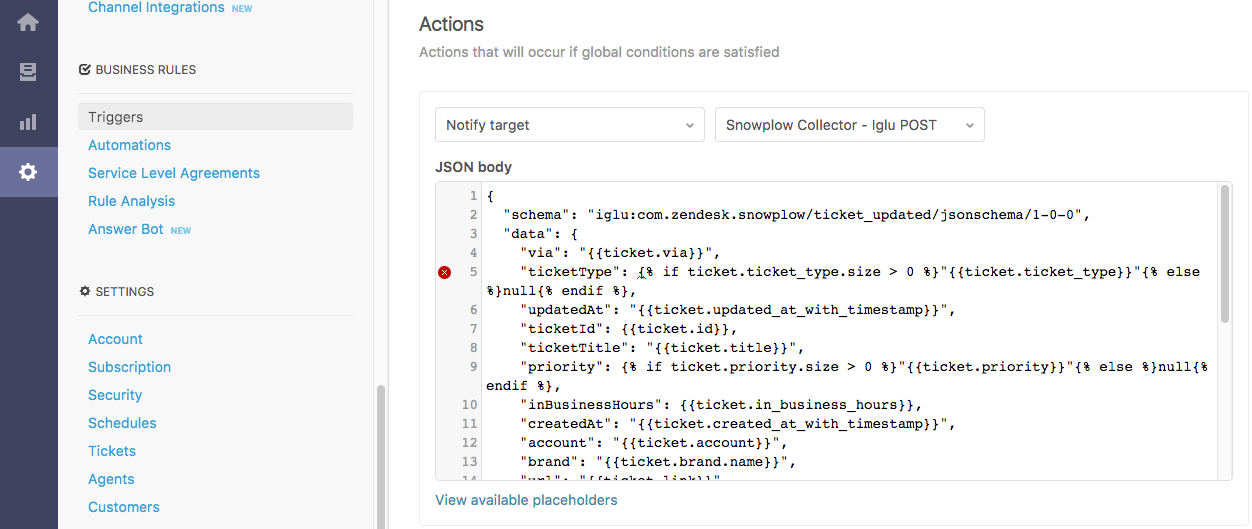 Channel Integrations NEW
BUSINESS RULES
Triggers
Automations
Service Level Agreements
Rule Analysis
Answer Bot NEW
SETTINGS
Account
Subscription
Security
Schedules
Tickets
Agents
Customers
Actions
Actions that will occur if global conditions are satisfied
Notify target
Snowplow Collector - Iglu POST
JSON body
1 {
2 "schema": "iglu:com.zendesk.snowplow/ticket_updated/jsonschema/1-0-0",
3 "data": {
4 "via": "{{ticket.via}}",
5 "ticketType": {% if ticket.ticket_type.size > 0 %}"{{ticket.ticket_type}}"{% else
%}null{% endif %},
6 "updatedAt": "{{ticket.updated_at_with_timestamp}}",
7 "ticketId": {{ticket.id}},
8 "ticketTitle": "{{ticket.title}}",
9 "priority": {% if ticket.priority.size > 0 %}"{{ticket.priority}}"{% else %}null{%
endif %},
10 "inBusinessHours": {{ticket.in_business_hours}},
11 "createdAt": "{{ticket.created_at_with_timestamp}}",
12 "account": "{{ticket.account}}",
13 "brand": "{{ticket.brand.name}}",
14 "url": "{{ticket.link}}"
View available placeholders